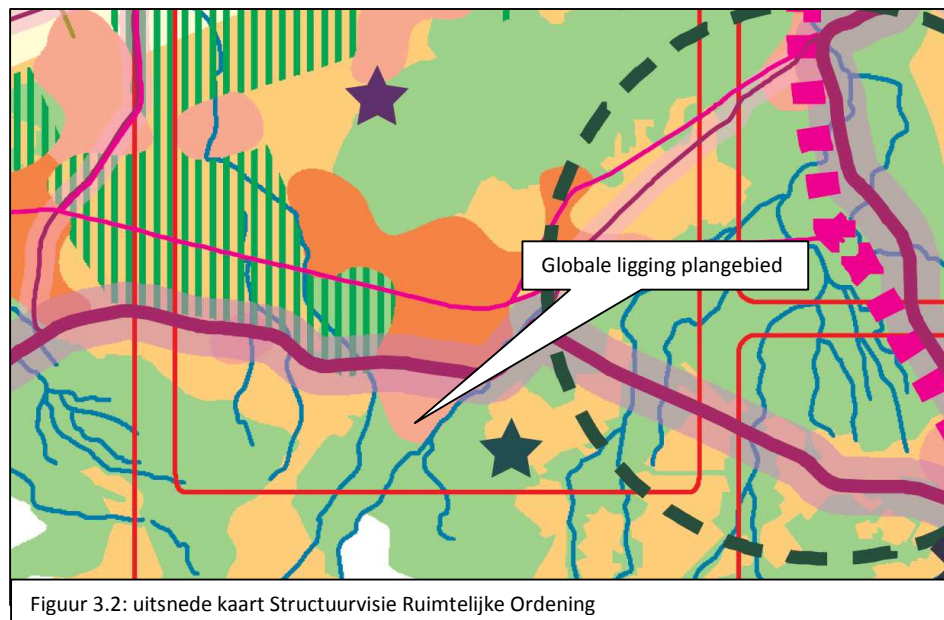 Globale ligging plangebied
Figuur 3.2: uitsnede kaart Structuurvisie Ruimtelijke Ordening